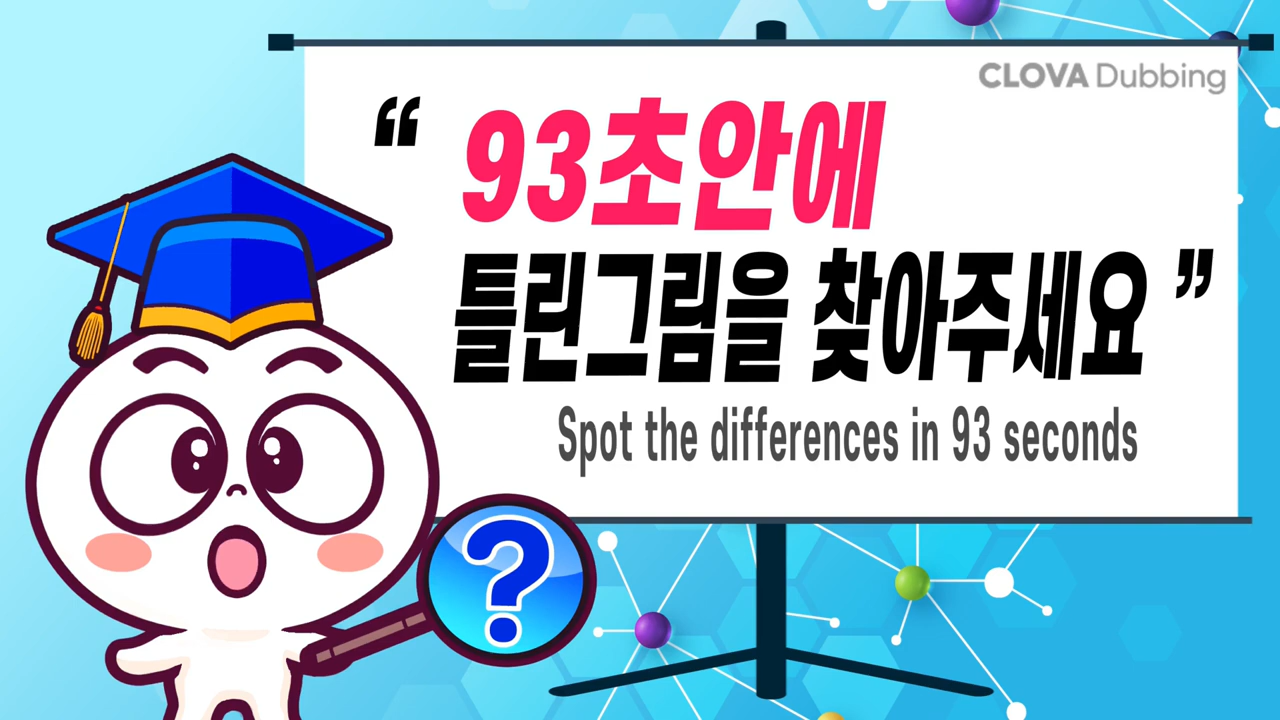 CLOVA Dubbing
“ 93초안에
틀린그림을 찾아주세요 ”
Spot the differences in 93 seconds
?